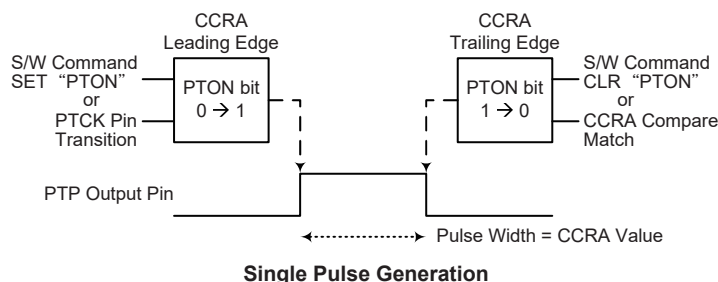 CCRA
Leading Edge
CCRA
Trailing Edge
S/W Command
SET “PTON”
or
PTCK Pin
Transition
PTON bit
0 → 1
PTON bit
1 → 0
S/W Command
CLR “PTON”
or
CCRA Compare
Match
PTP Output Pin
Pulse Width = CCRA Value
Single Pulse Generation